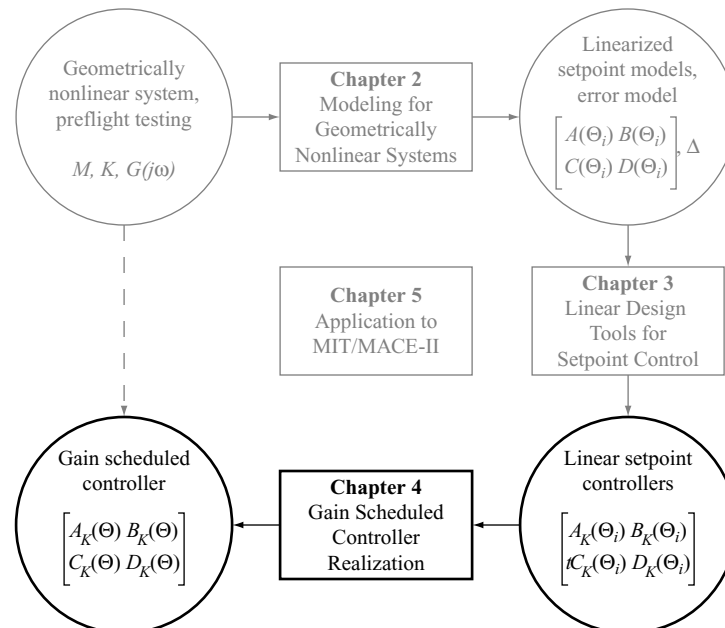 Geometrically
nonlinear system,
preflight testing
M, K, G(jω)
Chapter 2
Modeling for
Geometrically
Nonlinear Systems
Linearized
setpoint models,
error model
[A(Θi) B(Θi)
C(Θi) D(Θi)], Δ
Chapter 5
Application to
MIT/MACE-II
Chapter 3
Linear Design
Tools for
Setpoint Control
Gain scheduled
controller
[AK(Θ) BK(Θ)
CK(Θ) DK(Θ)]
Chapter 4
Gain Scheduled
Controller
Realization
Linear setpoint
controllers
[AK(Θi) BK(Θi)
tCK(Θi) DK(Θi)]